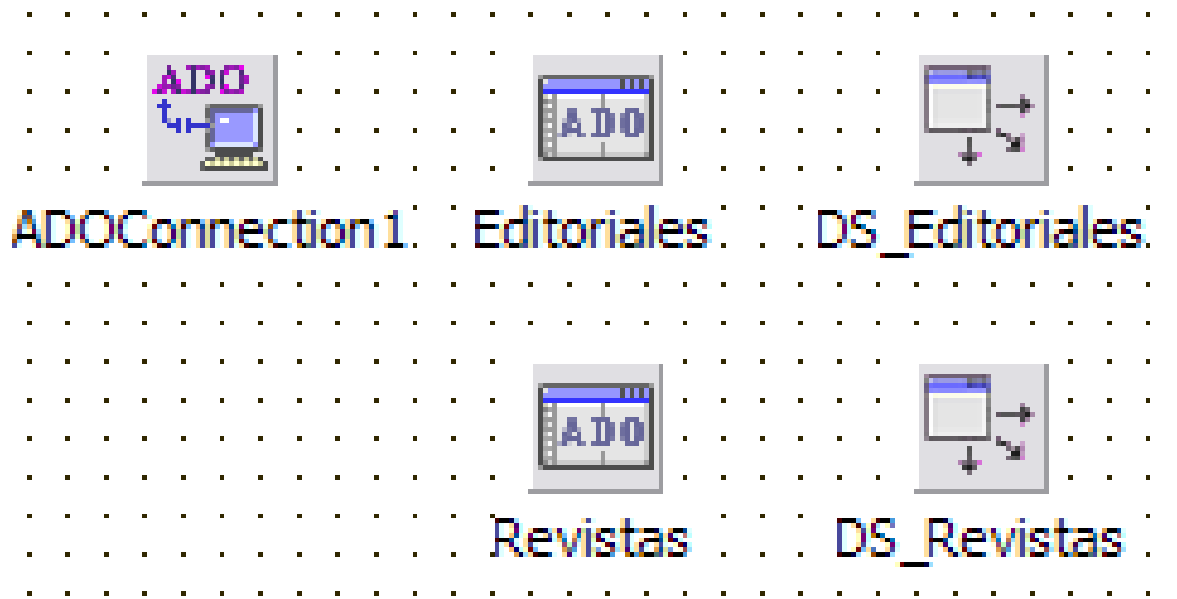 ADO
ADO
ADOConnection1
Editoriales
DS_Editoriales
ADO
Revistas
DS_Revistas